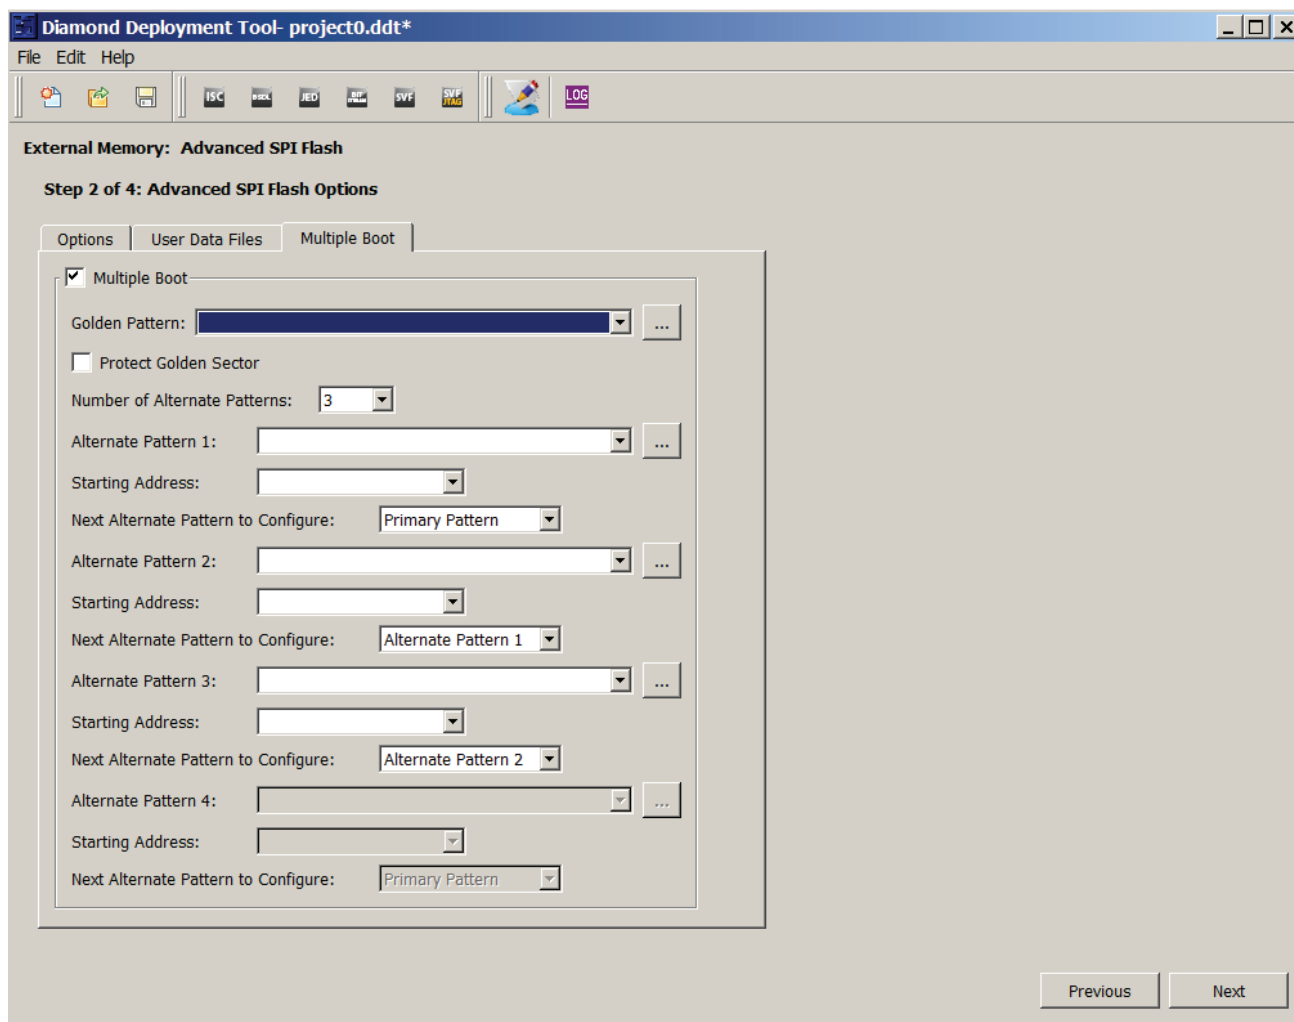 Diamond Deployment Tool- project0.ddt*
File Edit Help
ISC BSDL JED BIT STREAM SVF SVF JTAG LOG
External Memory: Advanced SPI Flash
Step 2 of 4: Advanced SPI Flash Options
Options User Data Files Multiple Boot
Multiple Boot
Golden Pattern: ...
Protect Golden Sector
Number of Alternate Patterns: 3
Alternate Pattern 1: ...
Starting Address:
Next Alternate Pattern to Configure: Primary Pattern
Alternate Pattern 2: ...
Starting Address:
Next Alternate Pattern to Configure: Alternate Pattern 1
Alternate Pattern 3: ...
Starting Address:
Next Alternate Pattern to Configure: Alternate Pattern 2
Alternate Pattern 4: ...
Starting Address:
Next Alternate Pattern to Configure: Primary Pattern
Previous Next